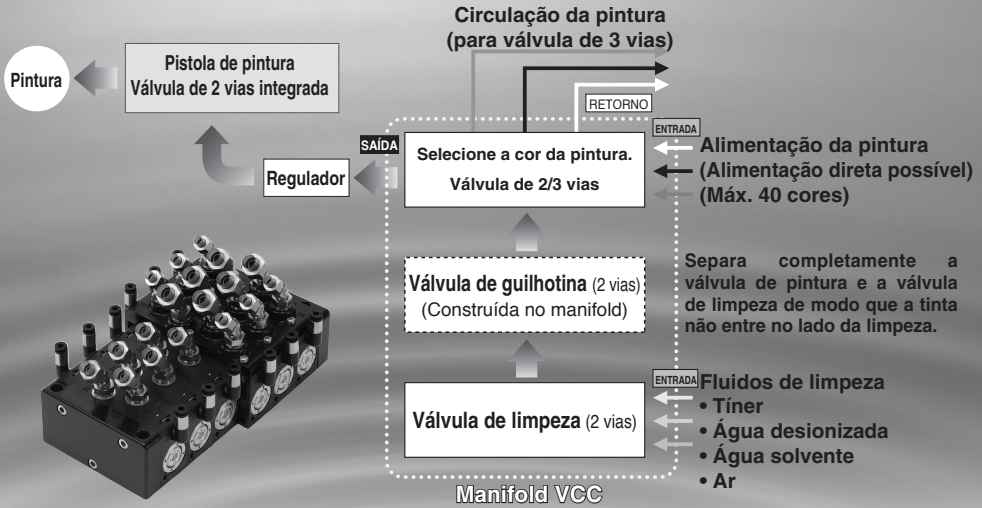 Circulação da pintura
(para válvula de 3 vias)
Pintura
Pistola de pintura
Válvula de 2 vias integrada
RETORNO
SAÍDA
ENTRADA
Selecione a cor da pintura.
Válvula de 2/3 vias
Regulador
Alimentação da pintura
(Alimentação direta possível)
(Máx. 40 cores)
Válvula de guilhotina (2 vias)
(Construída no manifold)
Separa completamente a
válvula de pintura e a válvula
de limpeza de modo que a tinta
não entre no lado da limpeza.
ENTRADA
Válvula de limpeza (2 vias)
Fluidos de limpeza
• Tíner
• Água desionizada
• Água solvente
• Ar
Manifold VCC